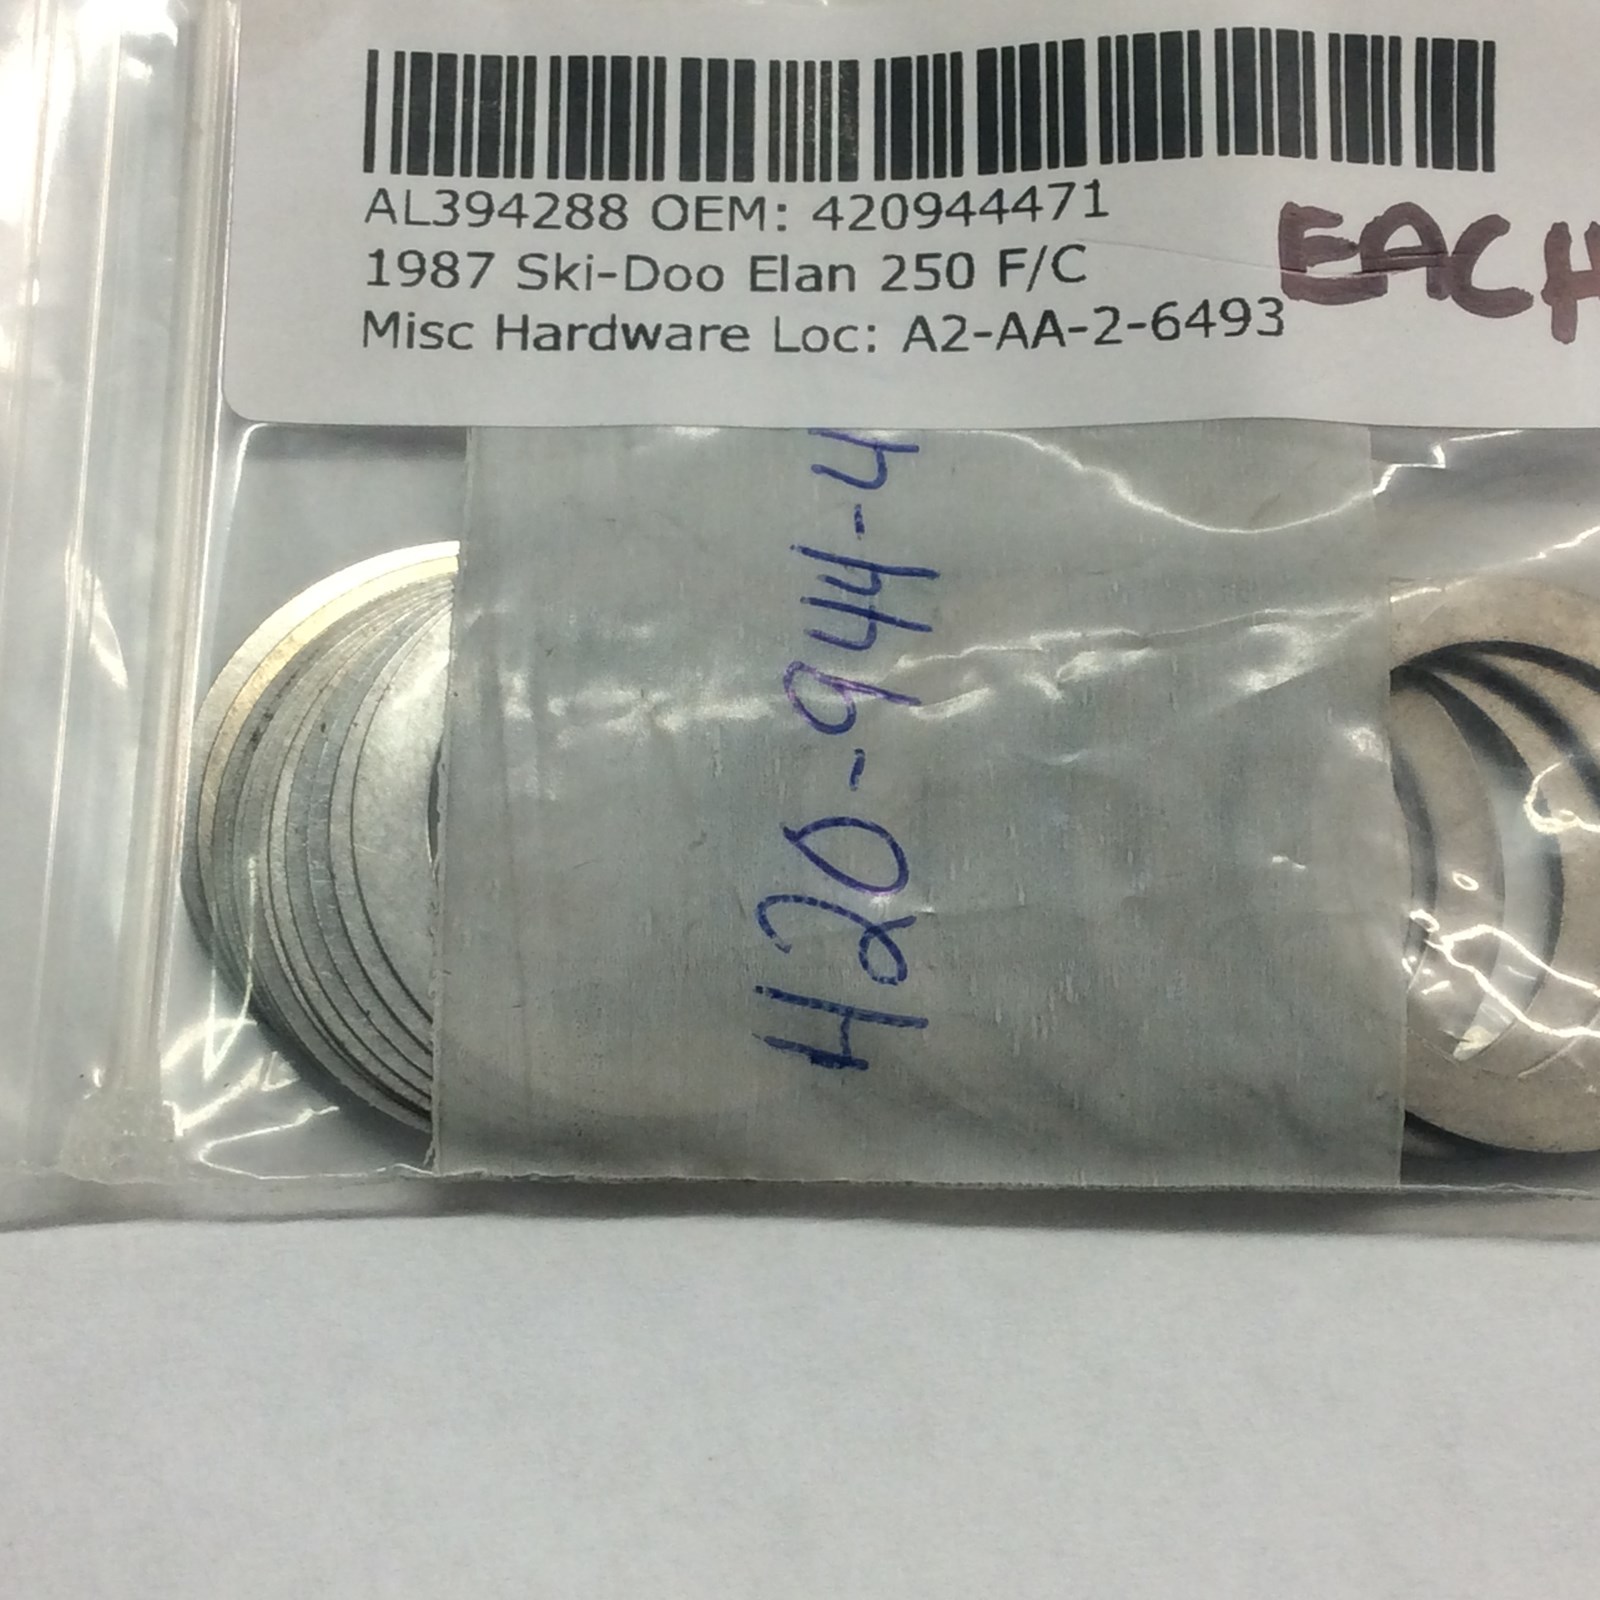 AL394288 OEM: 420944471
1987 Ski-Doo Elan 250 F/C
Misc Hardware Loc: A2-AA-2-6493
EACH
420-944-4